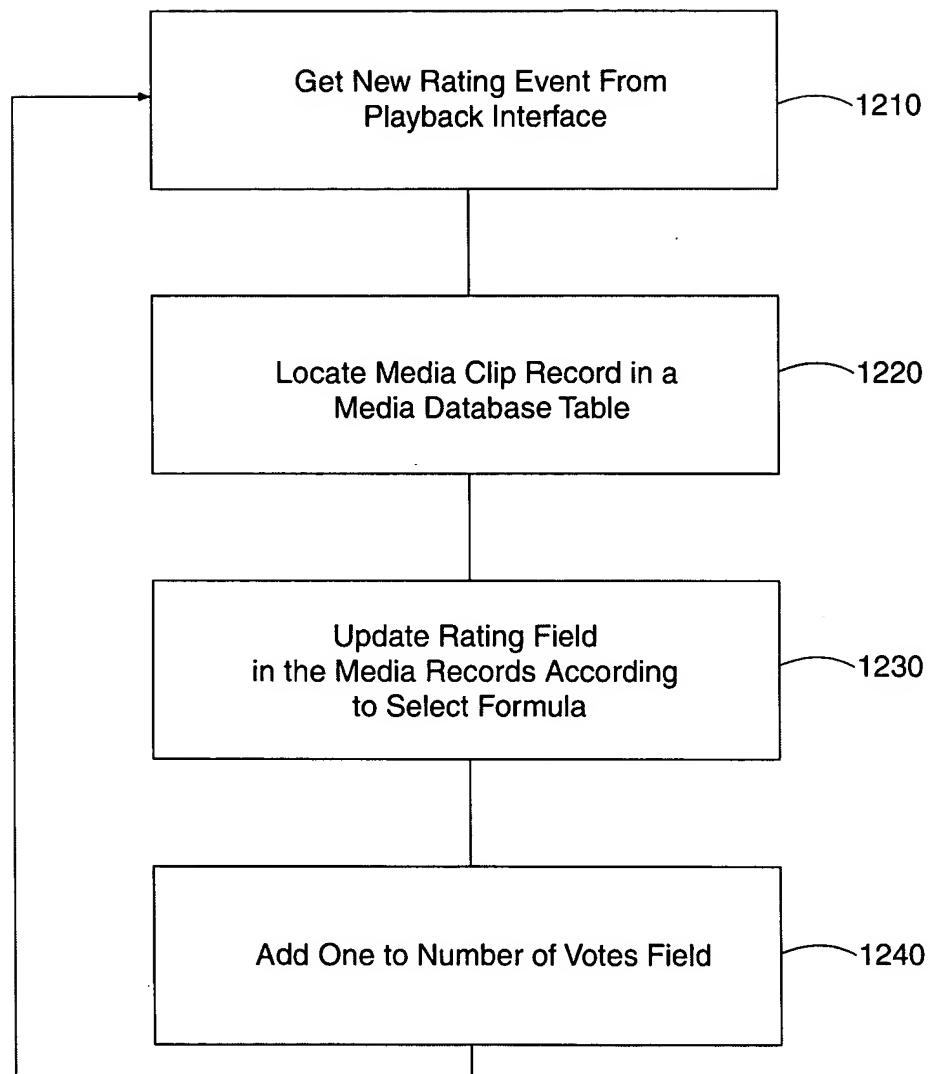 Get New Rating Event From
Playback Interface
1210
Locate Media Clip Record in a
Media Database Table
1220
Update Rating Field
in the Media Records According
to Select Formula
1230
Add One to Number of Votes Field
1240